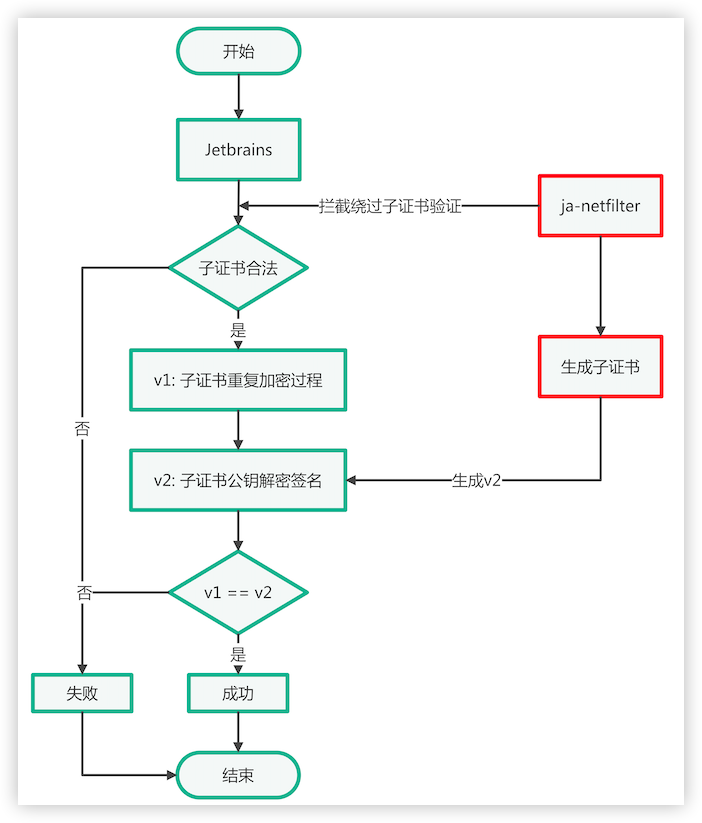 开始
Jetbrains
拦截绕过子证书验证
ja-netfilter
子证书合法
是
生成子证书
v1: 子证书重复加密过程
否
v2: 子证书公钥解密签名
生成v2
否
v1 == v2
是
失败
成功
结束